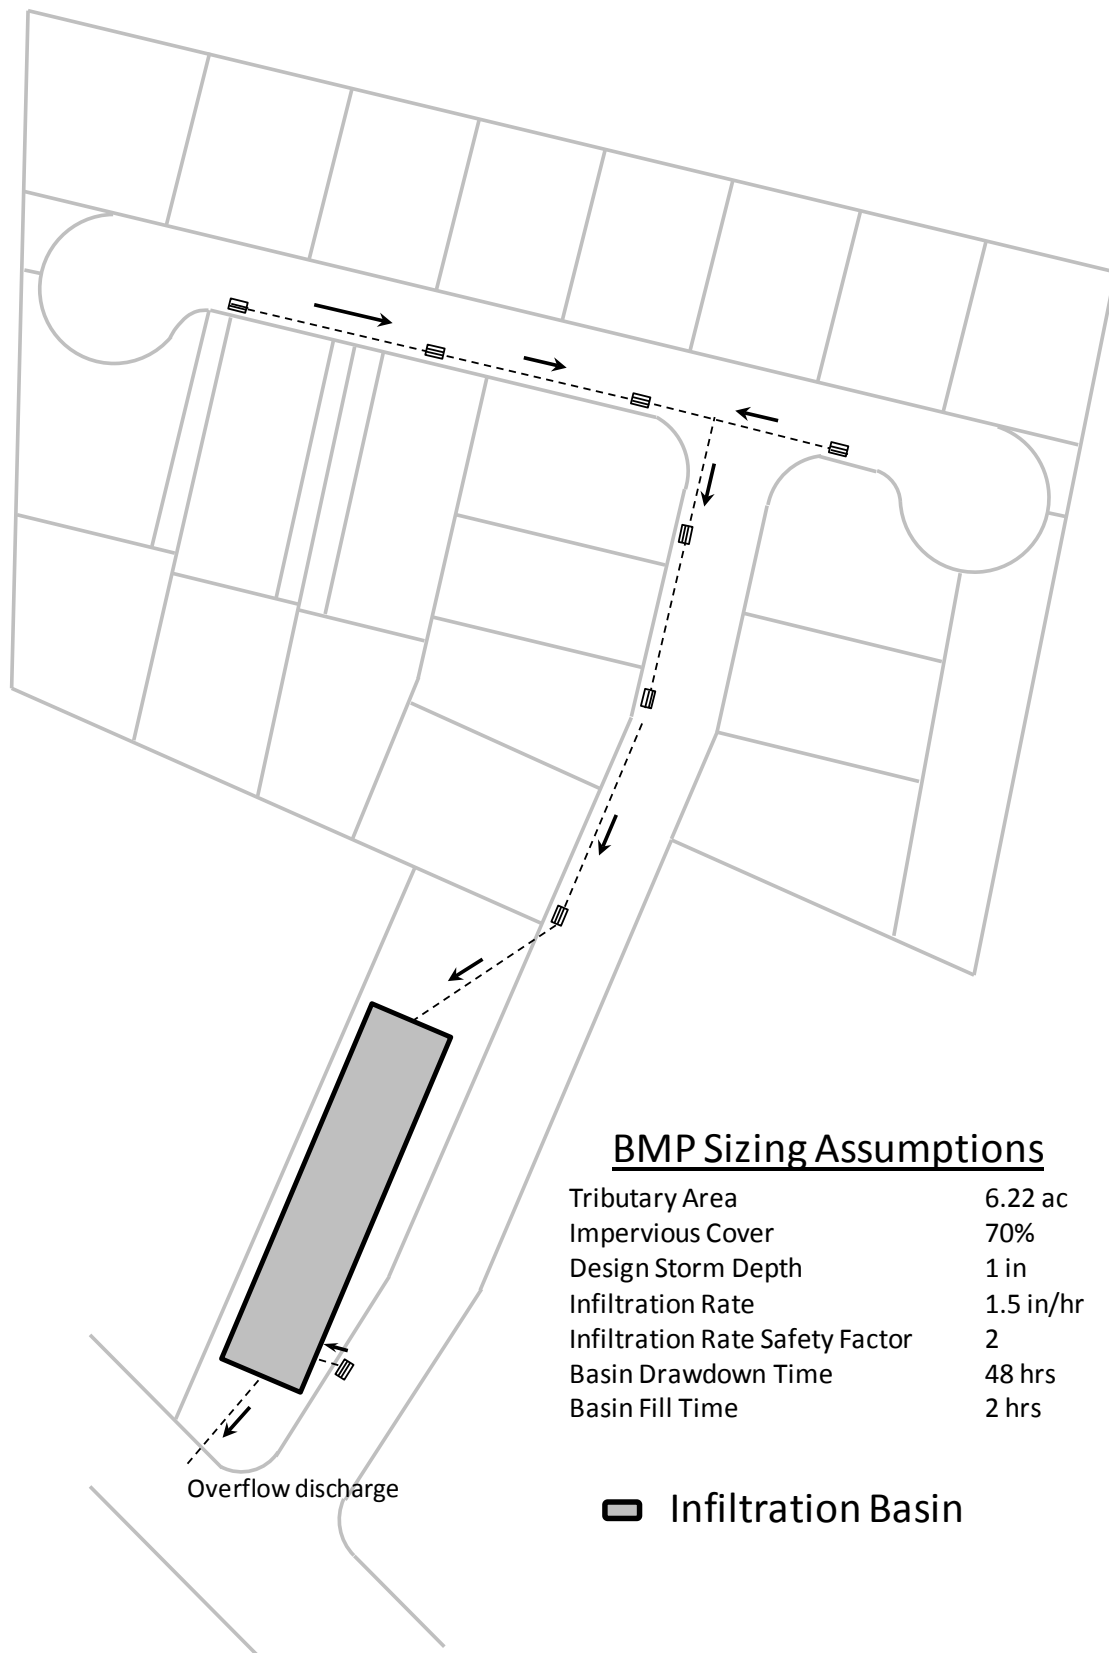 BMP Sizing Assumptions
Tributary Area 6.22 ac
Impervious Cover 70%
Design Storm Depth 1 in
Infiltration Rate 1.5 in/hr
Infiltration Rate Safety Factor 2
Basin Drawdown Time 48 hrs
Basin Fill Time 2 hrs
Overflow discharge
Infiltration Basin